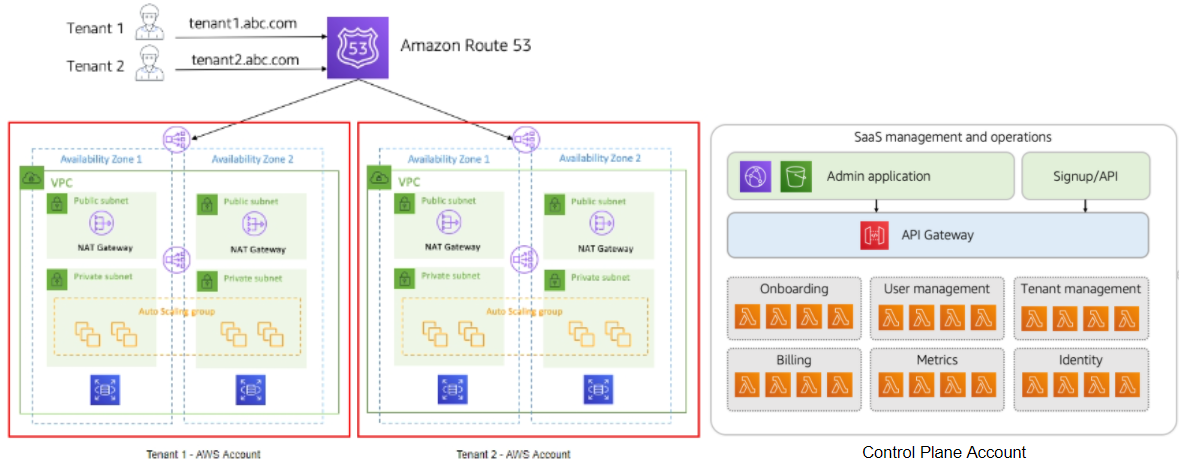 Tenant 1
tenant1.abc.com
Tenant 2
tenant2.abc.com
53
Amazon Route 53
Availability Zone 1
Availability Zone 2
VPC
Public subnet
Public subnet
NAT Gateway
NAT Gateway
Private subnet
Private subnet
Auto Scaling group
Tenant 1 - AWS Account
Availability Zone 1
Availability Zone 2
VPC
Public subnet
Public subnet
NAT Gateway
NAT Gateway
Private subnet
Private subnet
Auto Scaling group
Tenant 2 - AWS Account
SaaS management and operations
Admin application
Signup/API
API Gateway
Onboarding
User management
Tenant management
Billing
Metrics
Identity
Control Plane Account